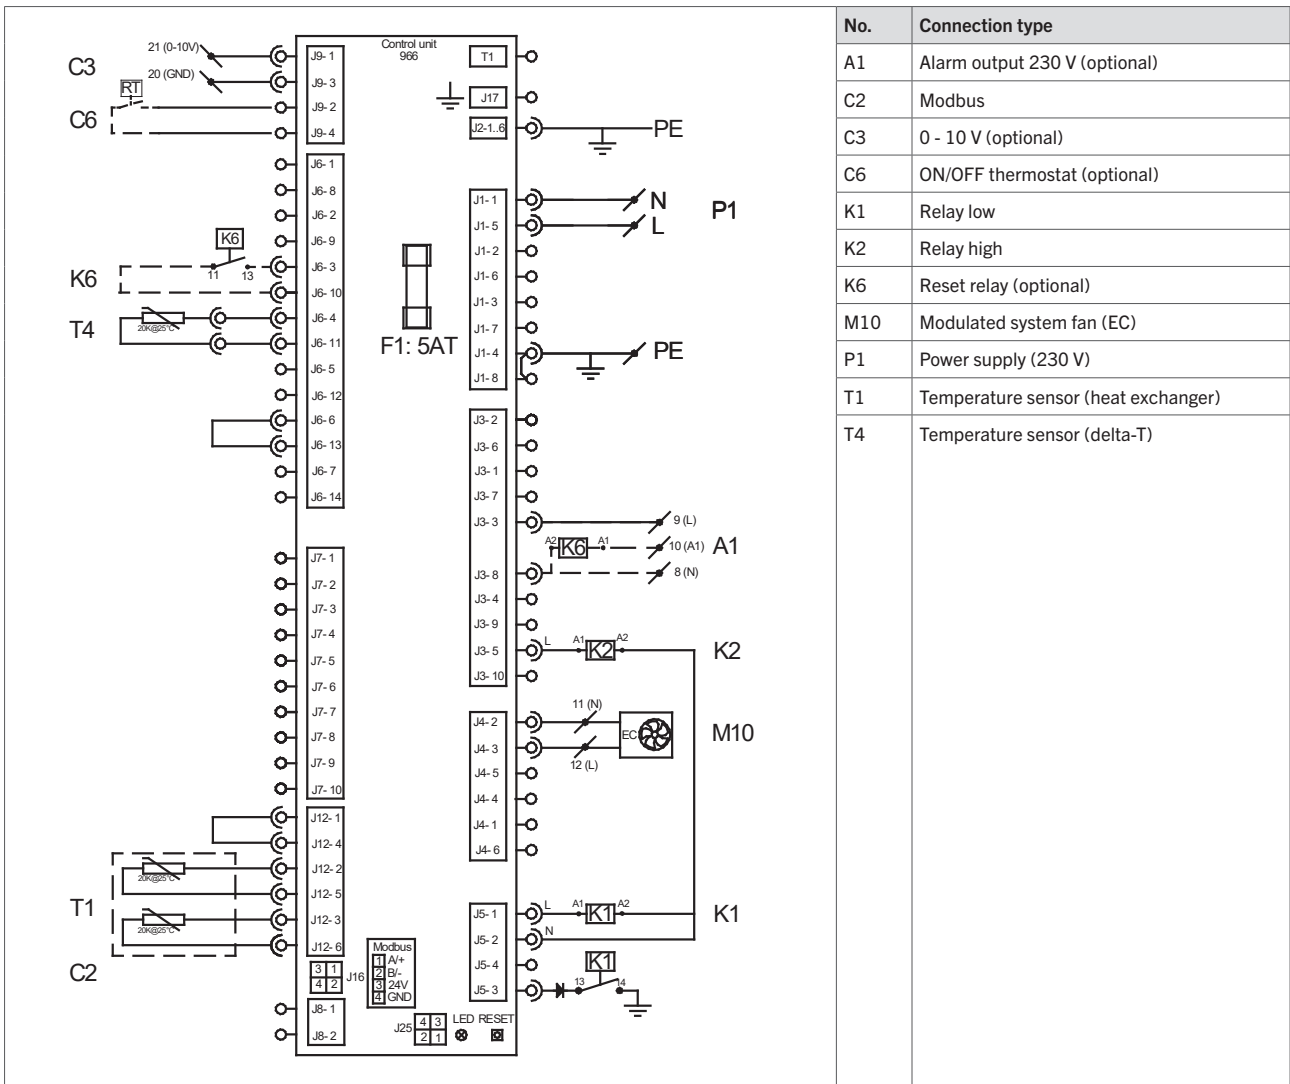 Control unit
966
C3
21 (0-10V)
20 (GND)
RT
C6
J9- 1
J9- 3
J9- 2
J9- 4
J6- 1
J6- 8
J6- 2
J6- 9
J6- 3
J6- 10
J6- 4
J6- 11
J6- 5
J6- 12
J6- 6
J6- 13
J6- 7
J6- 14
K6
K6
11
13
T4
20K@25°C
F1: 5AT
J7- 1
J7- 2
J7- 3
J7- 4
J7- 5
J7- 6
J7- 7
J7- 8
J7- 9
J7- 10
J12- 1
J12- 4
J12- 2
J12- 5
J12- 3
J12- 6
20K@25°C
T1
20K@25°C
C2
Modbus
1 A/+
2 B/-
3 24V
4 GND
3 1
4 2
J16
J8- 1
J8- 2
J25
4 3
2 1
LED RESET
T1
J17
J2-1..6
PE
J1- 1
J1- 5
J1- 2
J1- 6
J1- 3
J1- 7
J1- 4
J1- 8
N
L
P1
PE
J3- 2
J3- 6
J3- 1
J3- 7
J3- 3
J3- 8
J3- 4
J3- 9
J3- 5
J3- 10
9 (L)
A2 K6 A1
10 (A1)
A1
8 (N)
L
A1 K2 A2
K2
J4- 2
J4- 3
J4- 5
J4- 4
J4- 1
J4- 6
11 (N)
EC
12 (L)
M10
J5- 1
J5- 2
J5- 4
J5- 3
L
A1 K1 A2
K1
N
K1
13
14
No. Connection type
A1 Alarm output 230 V (optional)
C2 Modbus
C3 0 - 10 V (optional)
C6 ON/OFF thermostat (optional)
K1 Relay low
K2 Relay high
K6 Reset relay (optional)
M10 Modulated system fan (EC)
P1 Power supply (230 V)
T1 Temperature sensor (heat exchanger)
T4 Temperature sensor (delta-T)